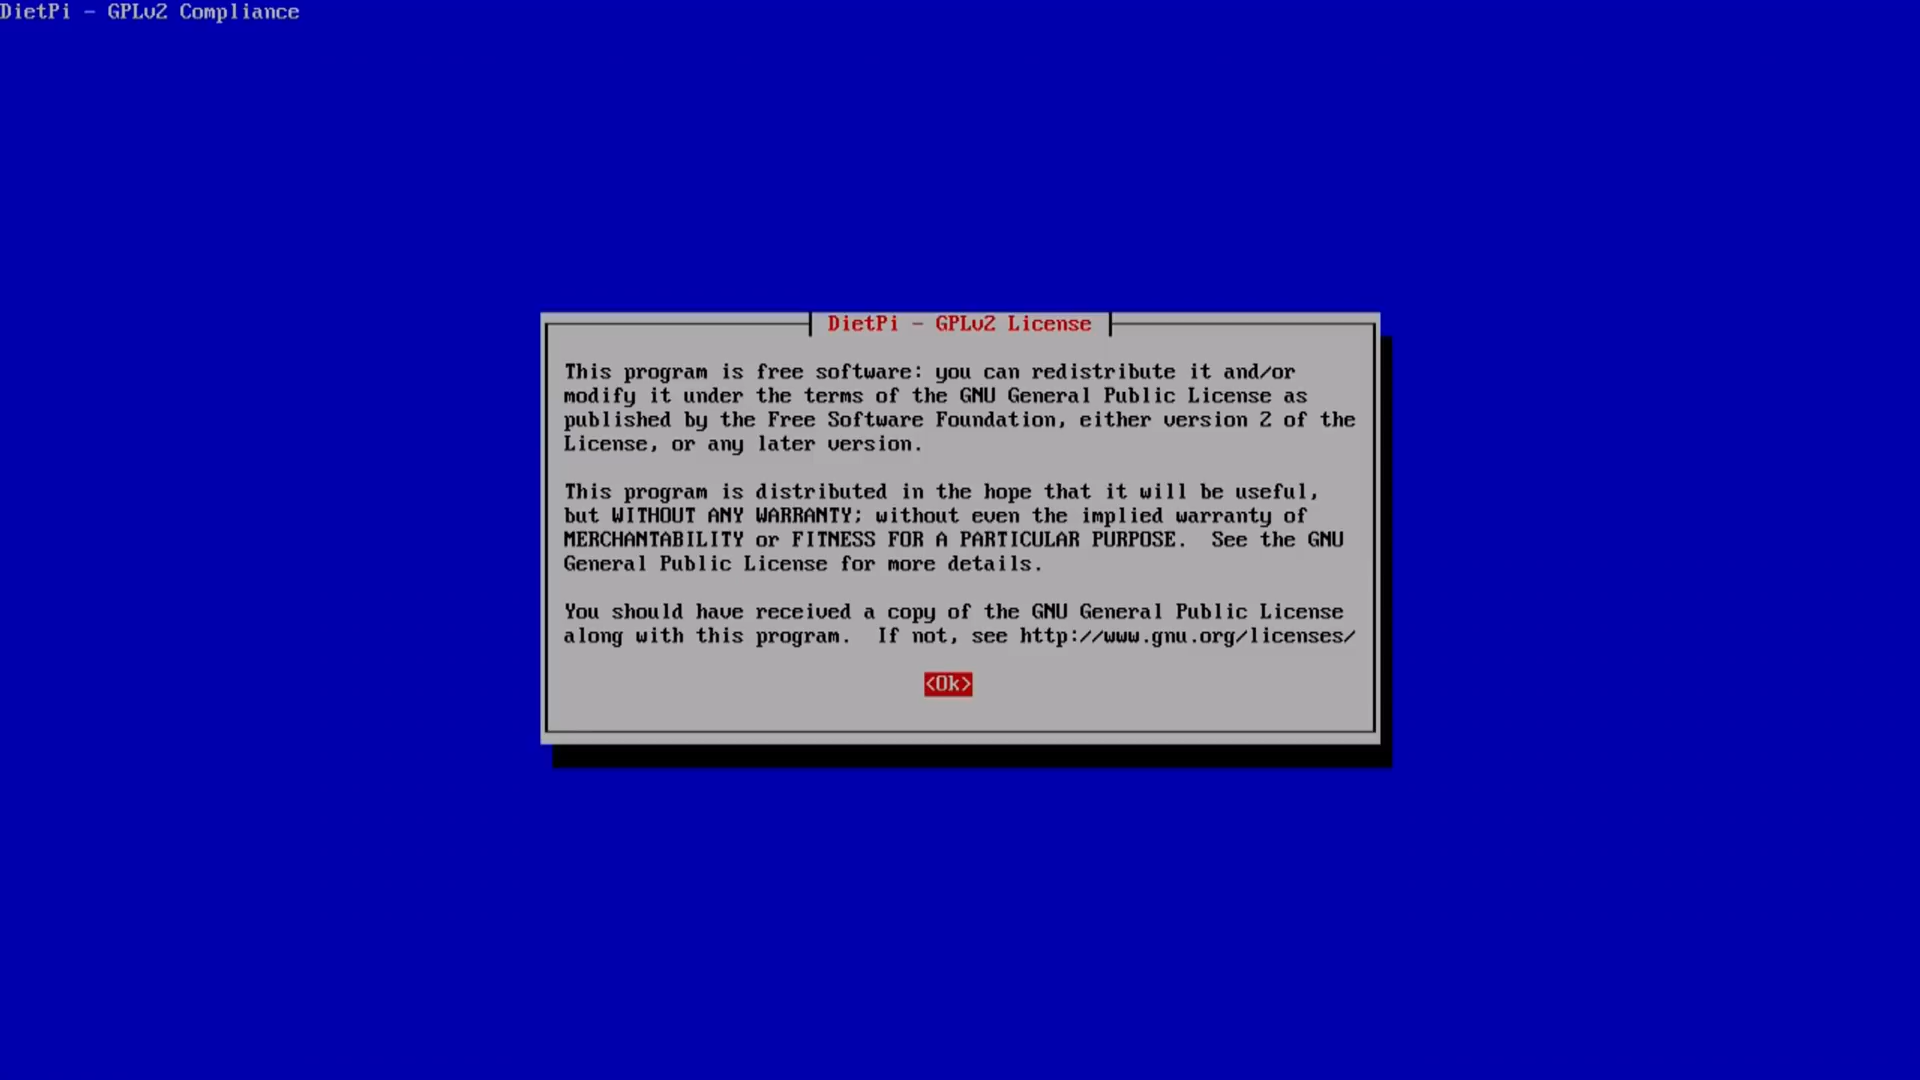 DietPi - GPLv2 Compliance
DietPi - GPLv2 License
This program is free software: you can redistribute it and/or
modify it under the terms of the GNU General Public License as
published by the Free Software Foundation, either version 2 of the
License, or any later version.
This program is distributed in the hope that it will be useful,
but WITHOUT ANY WARRANTY; without even the implied warranty of
MERCHANTABILITY or FITNESS FOR A PARTICULAR PURPOSE.  See the GNU
General Public License for more details.
You should have received a copy of the GNU General Public License
along with this program.  If not, see http://www.gnu.org/licenses/
<Ok>